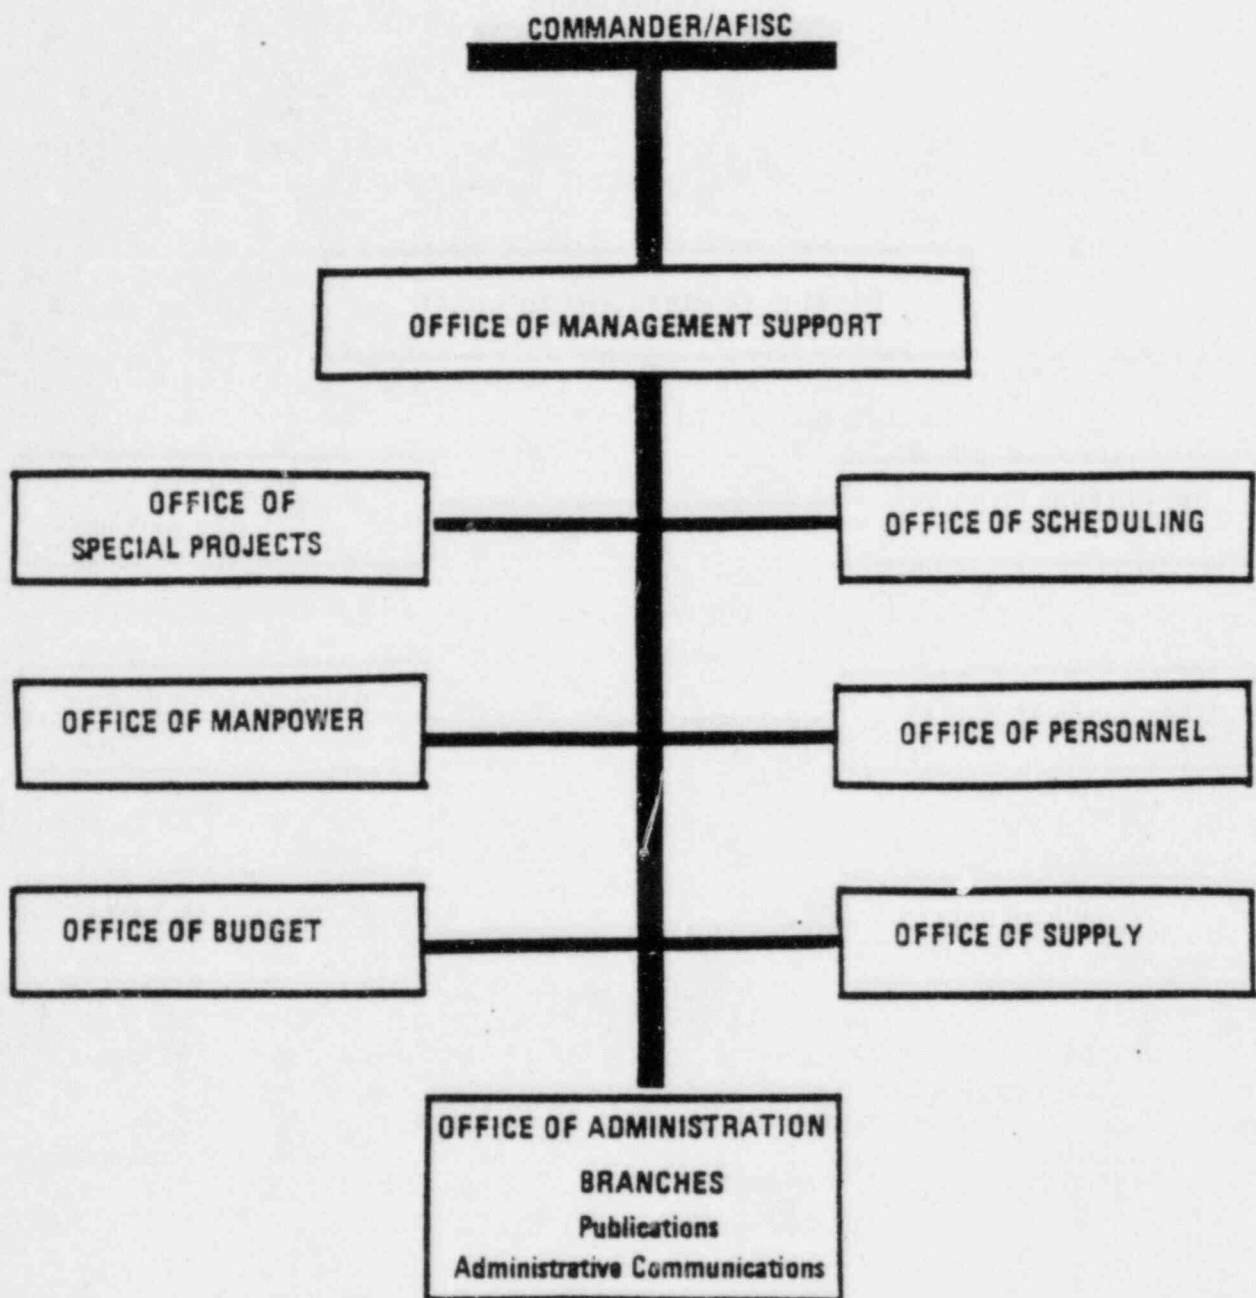 COMMANDER/AFISC
OFFICE OF MANAGEMENT SUPPORT
OFFICE OF
SPECIAL PROJECTS
OFFICE OF SCHEDULING
OFFICE OF MANPOWER
OFFICE OF PERSONNEL
OFFICE OF BUDGET
OFFICE OF SUPPLY
OFFICE OF ADMINISTRATION
BRANCHES
Publications
Administrative Communications